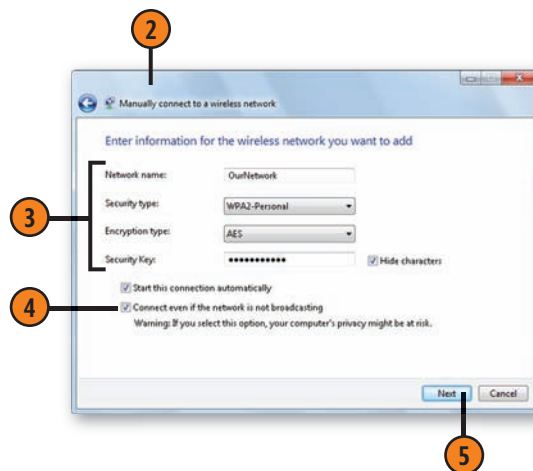 2
Manually connect to a wireless network
Enter information for the wireless network you want to add
Network name: OurNetwork
3
Security type: WPA2-Personal
Encryption type: AES
Security Key: ●●●●●●●●●●● Hide characters
Start this connection automatically
4
Connect even if the network is not broadcasting
Warning: If you select this option, your computer's privacy might be at risk.
Next Cancel
5